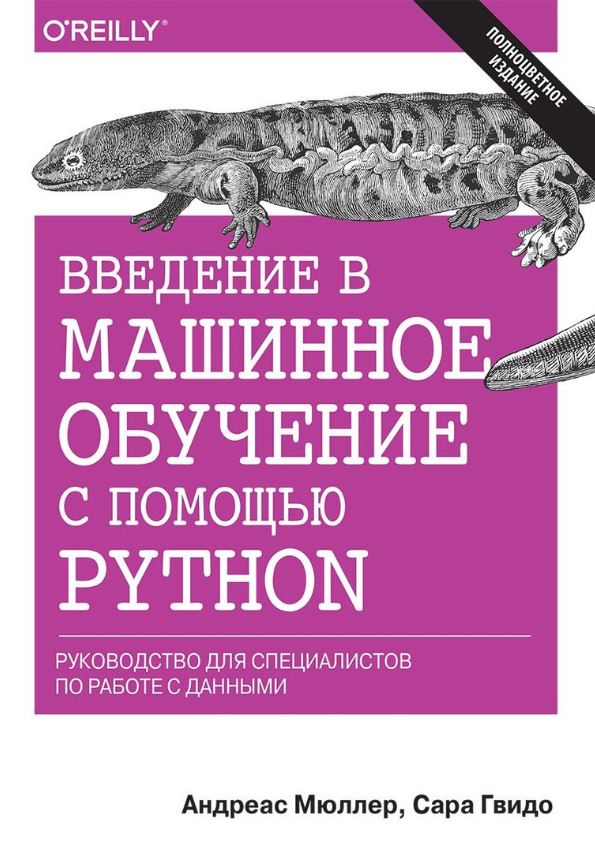 O'REILLY®
ПОЛНОЦВЕТНОЕ
ИЗДАНИЕ
ВВЕДЕНИЕ В
МАШИННОЕ
ОБУЧЕНИЕ
С ПОМОЩЬЮ
PYTHON
РУКОВОДСТВО ДЛЯ СПЕЦИАЛИСТОВ
ПО РАБОТЕ С ДАННЫМИ
Андреас Мюллер, Сара Гвидо